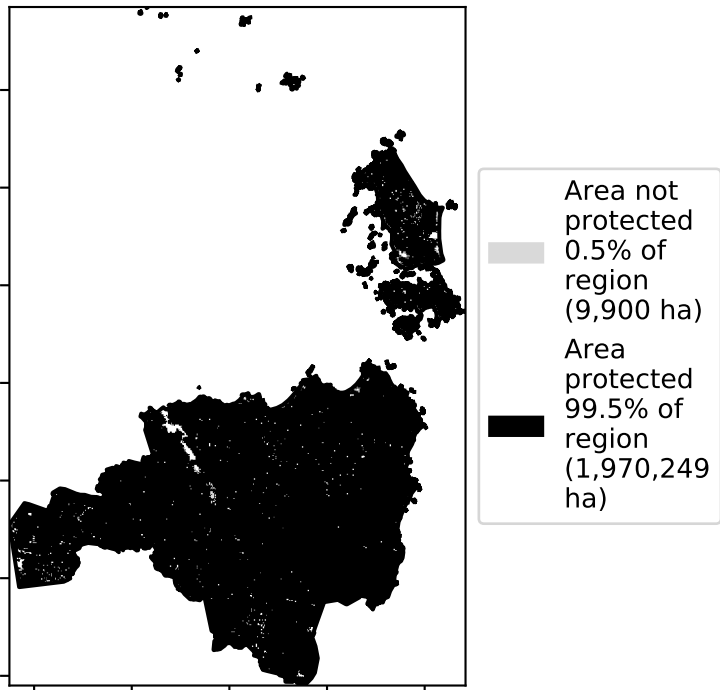 Area not
protected
0.5% of
region
(9,900 ha)
Area
protected
99.5% of
region
(1,970,249
ha)